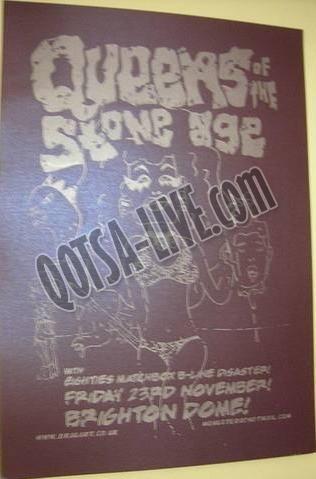 QUEENS OF
THE
STONE AGE
QOTSA-LIVE.COM
WITH
EIGHTIES MATCHBOX B-LINE DISASTER!
FRIDAY 23RD NOVEMBER!
BRIGHTON DOME!